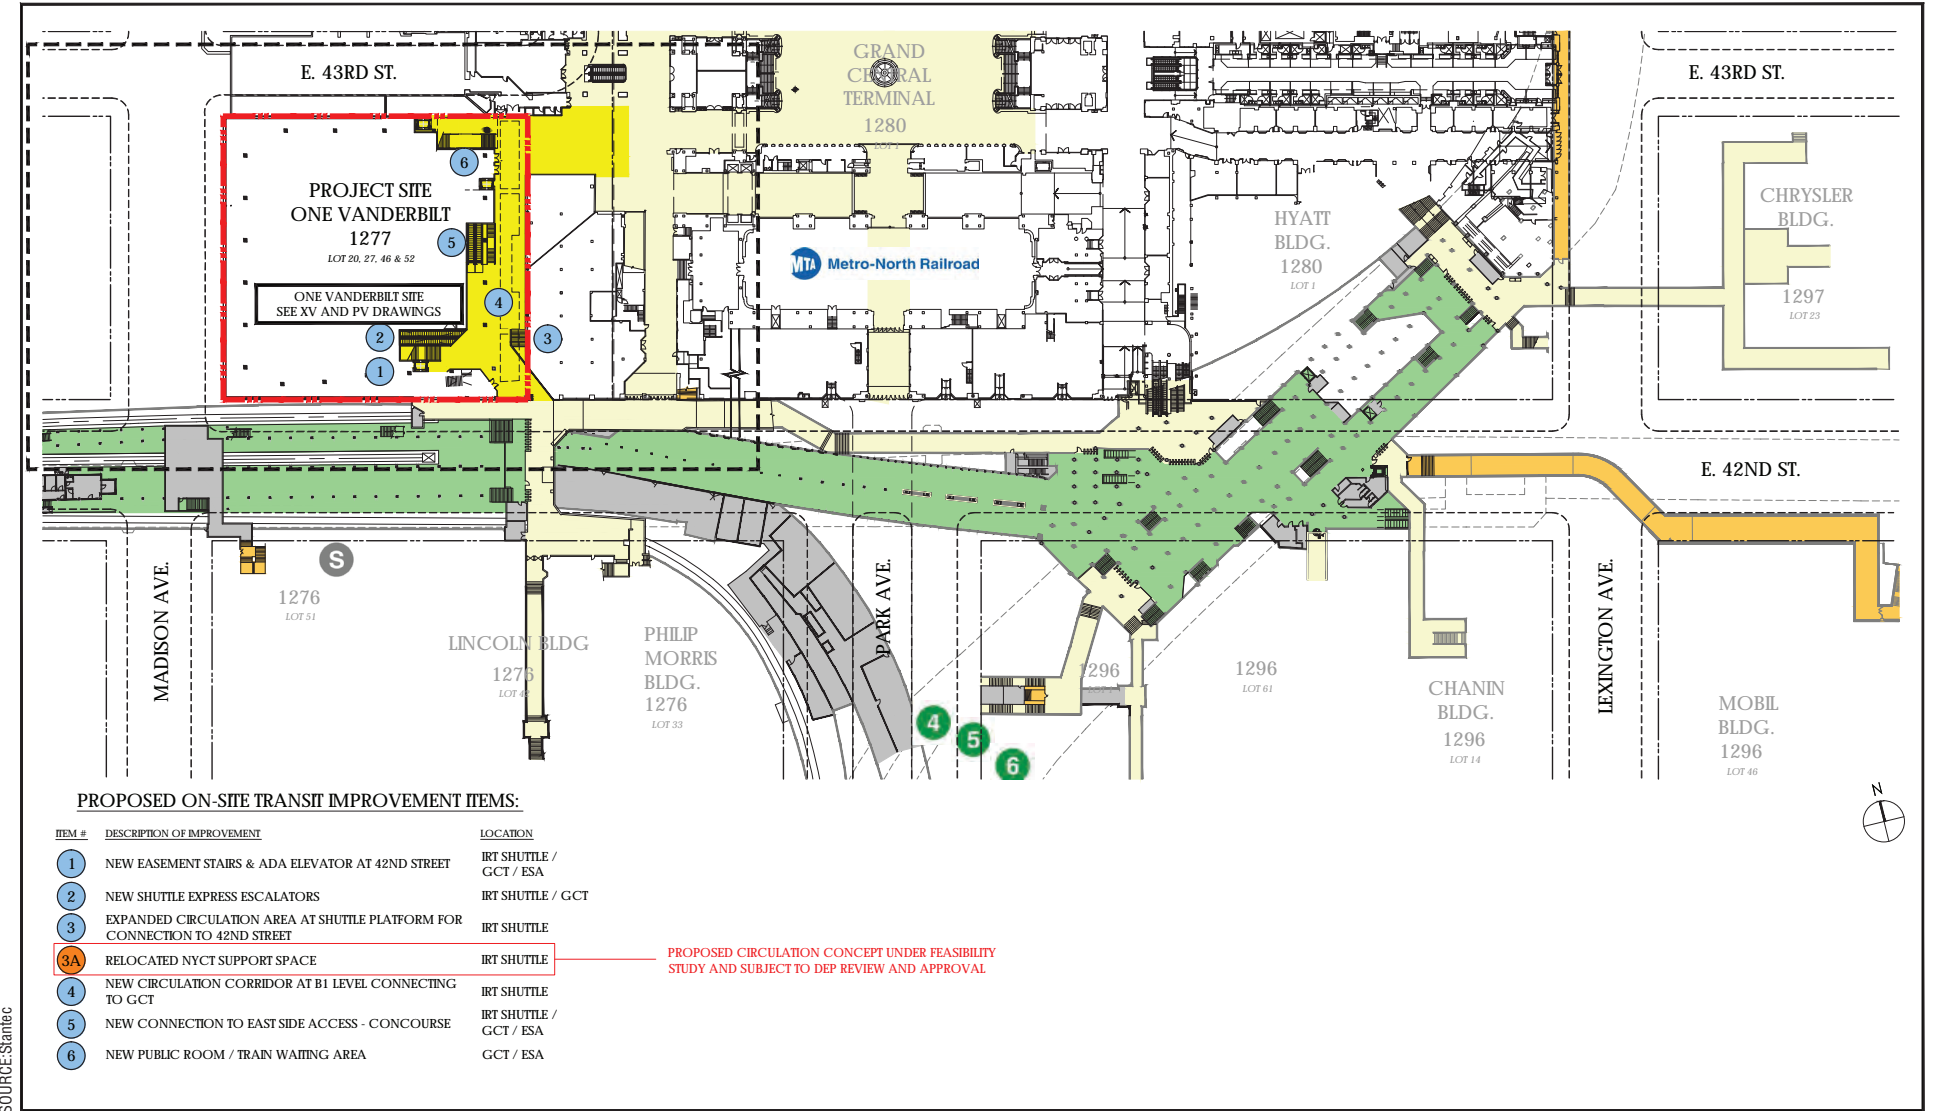 E. 43RD ST.
GRAND
CENTRAL
TERMINAL
1280
LOT 1
E. 43RD ST.
6
PROJECT SITE
ONE VANDERBILT
1277
LOT 20, 27, 46 & 52
5
4
ONE VANDERBILT SITE
SEE XV AND PV DRAWINGS
2
3
1
MTA Metro-North Railroad
HYATT
BLDG.
1280
LOT 1
CHRYSLER
BLDG.
1297
LOT 23
E. 42ND ST.
S
MADISON AVE.
1276
LOT 51
LINCOLN BLDG
1276
LOT 42
PHILIP
MORRIS
BLDG.
1276
LOT 33
PARK AVE.
4
5
6
1296
1296
LOT 61
CHANIN
BLDG.
1296
LOT 14
LEXINGTON AVE.
MOBIL
BLDG.
1296
LOT 46
N
PROPOSED ON-SITE TRANSIT IMPROVEMENT ITEMS:
ITEM # DESCRIPTION OF IMPROVEMENT LOCATION
1 NEW EASEMENT STAIRS & ADA ELEVATOR AT 42ND STREET IRT SHUTTLE /
GCT / ESA
2 NEW SHUTTLE EXPRESS ESCALATORS IRT SHUTTLE / GCT
3 EXPANDED CIRCULATION AREA AT SHUTTLE PLATFORM FOR
CONNECTION TO 42ND STREET IRT SHUTTLE
3A RELOCATED NYCT SUPPORT SPACE IRT SHUTTLE
PROPOSED CIRCULATION CONCEPT UNDER FEASIBILITY
STUDY AND SUBJECT TO DEP REVIEW AND APPROVAL
4 NEW CIRCULATION CORRIDOR AT B1 LEVEL CONNECTING
TO GCT IRT SHUTTLE
5 NEW CONNECTION TO EAST SIDE ACCESS - CONCOURSE IRT SHUTTLE /
GCT / ESA
6 NEW PUBLIC ROOM / TRAIN WAITING AREA GCT / ESA
SOURCE:Stantec